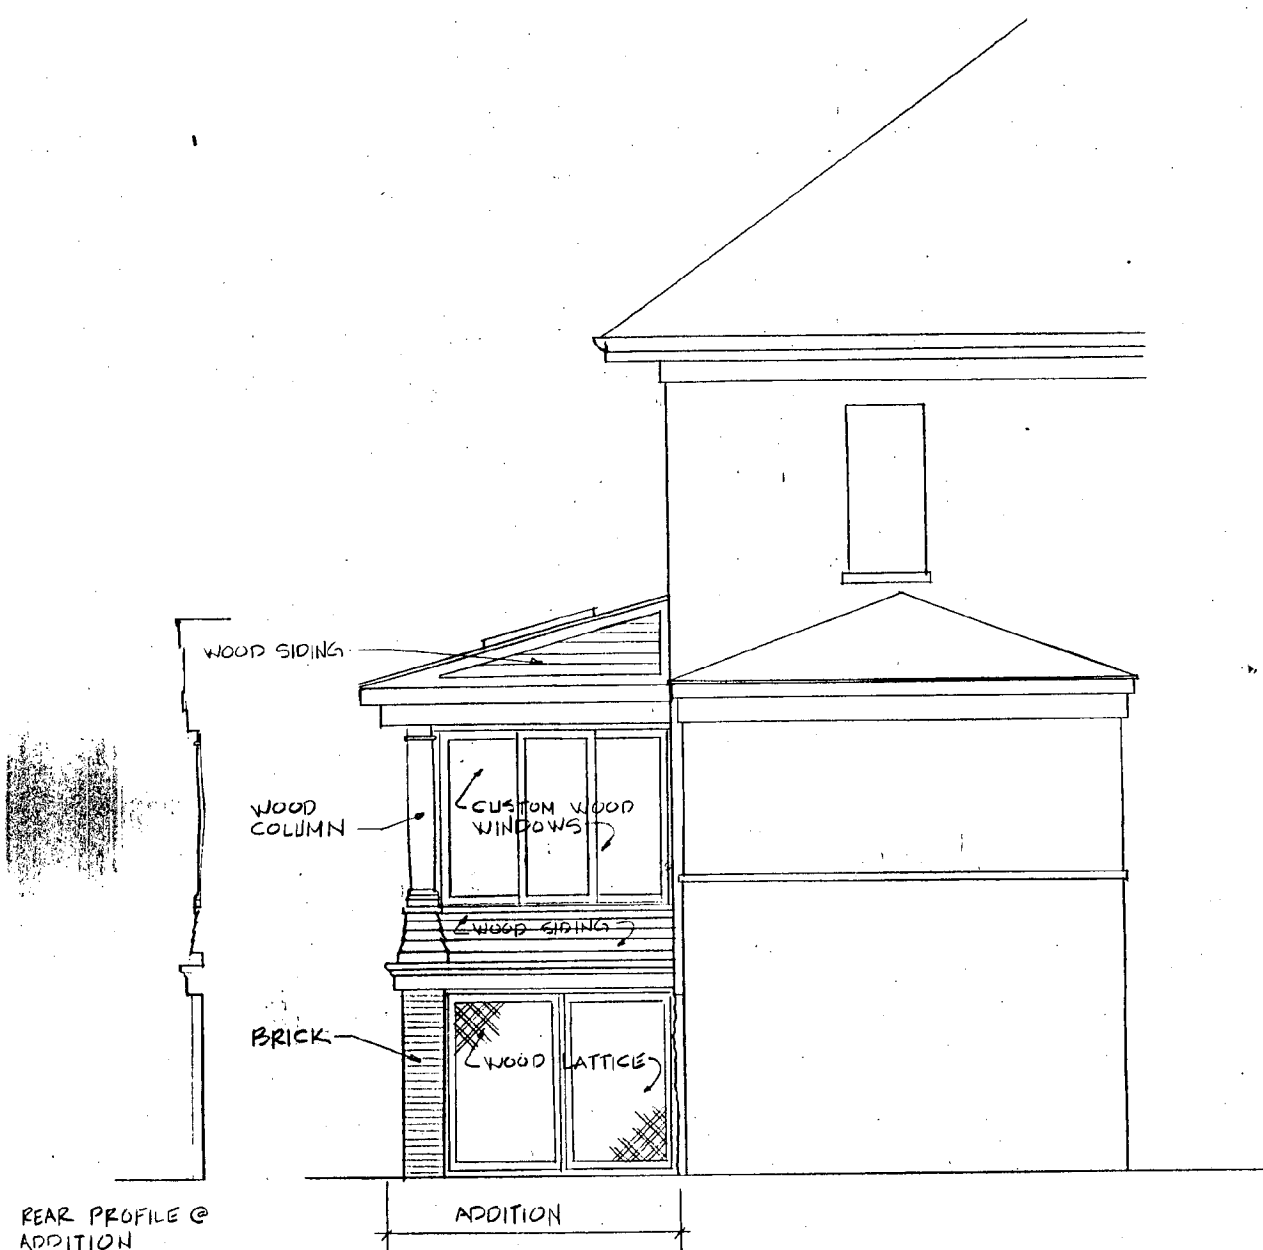 WOOD SIDING
WOOD
COLUMN
CUSTOM WOOD
WINDOWS
WOOD SIDING
BRICK
WOOD LATTICE
REAR PROFILE @
ADDITION
ADDITION